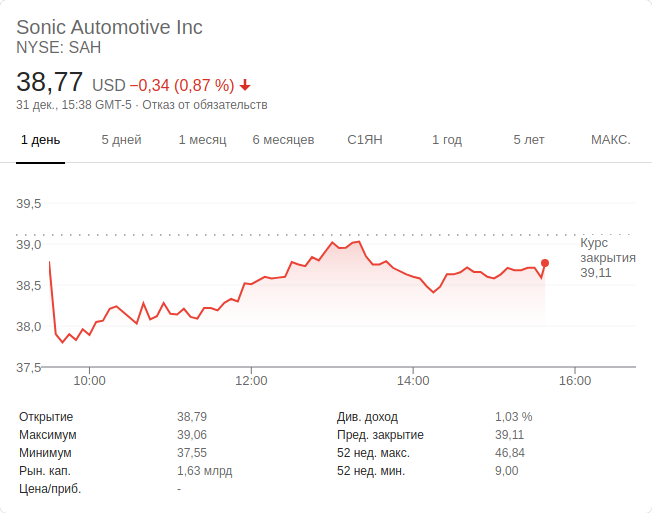 Sonic Automotive Inc
NYSE: SAH
38,77 USD −0,34 (0,87 %)
31 дек., 15:38 GMT-5 · Отказ от обязательств
1 день 5 дней 1 месяц 6 месяцев С1ЯН 1 год 5 лет МАКС.
39,5
39,0
38,5
38,0
37,5
Курс
закрытия
39,11
10:00 12:00 14:00 16:00
Открытие 38,79 Див. доход 1,03 %
Максимум 39,06 Пред. закрытие 39,11
Минимум 37,55 52 нед. макс. 46,84
Рын. кап. 1,63 млрд 52 нед. мин. 9,00
Цена/приб. -